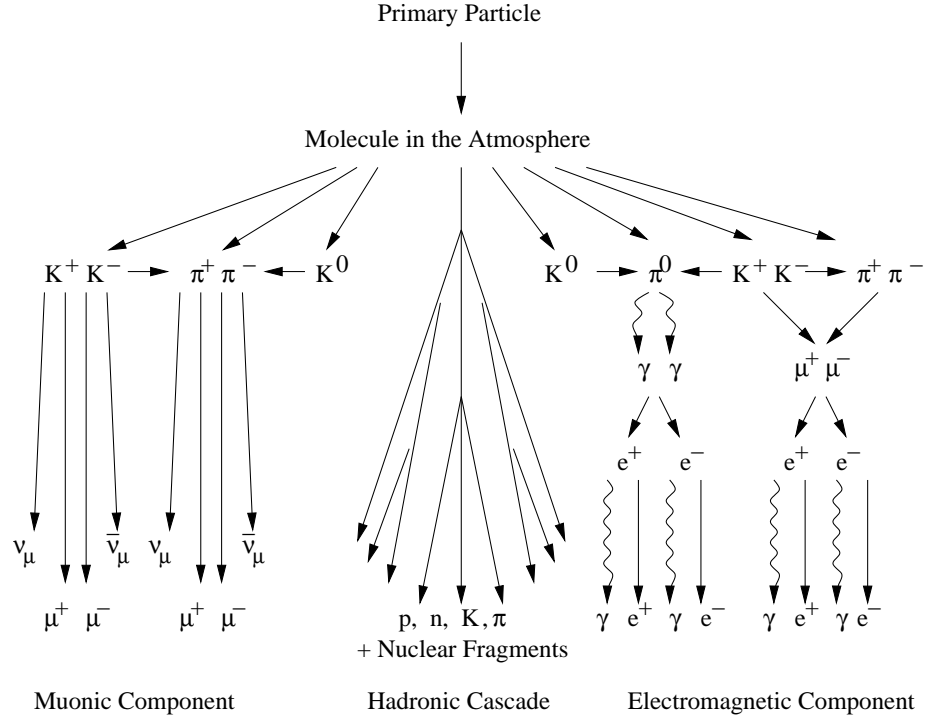 Primary Particle
Molecule in the Atmosphere
K⁺ K⁻ π⁺ π⁻ K⁰ K⁰ π⁰ K⁺ K⁻ π⁺ π⁻
γ γ μ⁺ μ⁻
e⁺ e⁻ e⁺ e⁻
ν_μ ν̄_μ ν_μ ν̄_μ
μ⁺ μ⁻ μ⁺ μ⁻ p, n, K, π γ e⁺ γ e⁻ γ e⁺ γ e⁻
+ Nuclear Fragments
Muonic Component Hadronic Cascade Electromagnetic Component